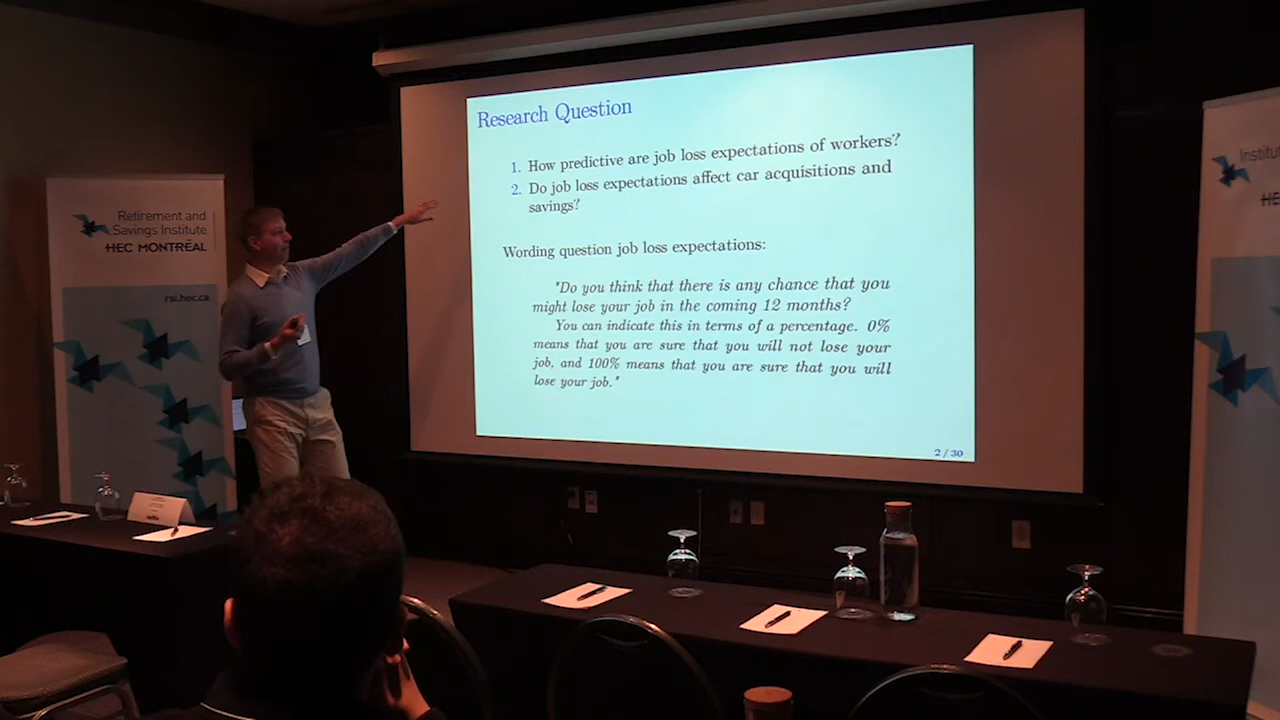 Research Question
1. How predictive are job loss expectations of workers?
2. Do job loss expectations affect car acquisitions and
savings?
Wording question job loss expectations:
"Do you think that there is any chance that you
might lose your job in the coming 12 months?
You can indicate this in terms of a percentage. 0%
means that you are sure that you will not lose your
job, and 100% means that you are sure that you will
lose your job."
2 / 30
Retirement and
Savings Institute
HEC MONTRĒAL
rsi.hec.ca
Institu
HE